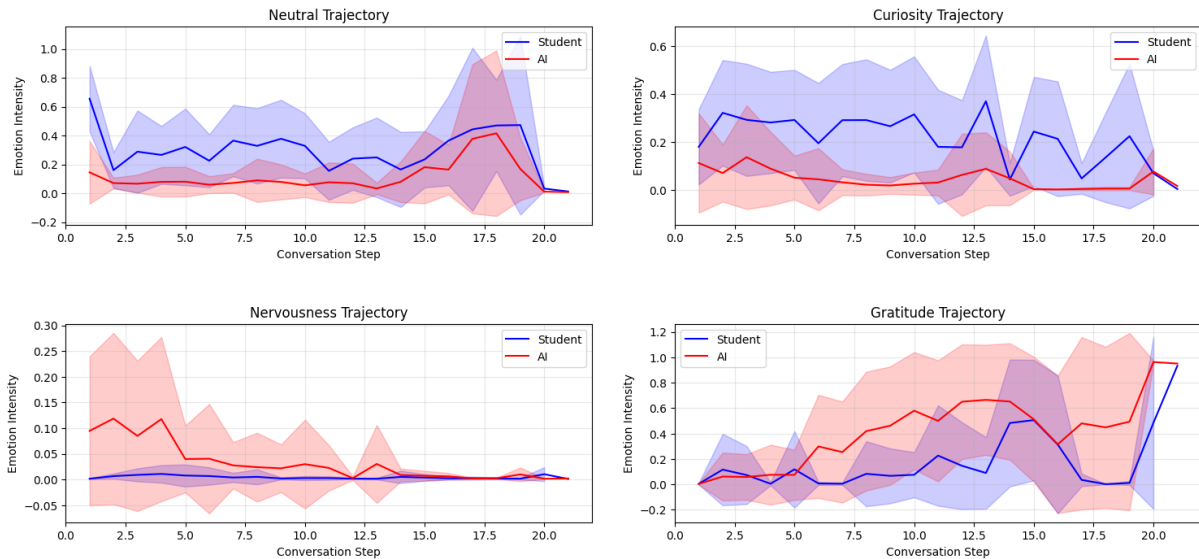 Neutral Trajectory
Emotion Intensity
1.0
0.8
0.6
0.4
0.2
0.0
−0.2
0.0 2.5 5.0 7.5 10.0 12.5 15.0 17.5 20.0
Conversation Step
Student
AI
Curiosity Trajectory
Emotion Intensity
0.6
0.4
0.2
0.0
0.0 2.5 5.0 7.5 10.0 12.5 15.0 17.5 20.0
Conversation Step
Student
AI
Nervousness Trajectory
Emotion Intensity
0.30
0.25
0.20
0.15
0.10
0.05
0.00
−0.05
0.0 2.5 5.0 7.5 10.0 12.5 15.0 17.5 20.0
Conversation Step
Student
AI
Gratitude Trajectory
Emotion Intensity
1.2
1.0
0.8
0.6
0.4
0.2
0.0
−0.2
0.0 2.5 5.0 7.5 10.0 12.5 15.0 17.5 20.0
Conversation Step
Student
AI